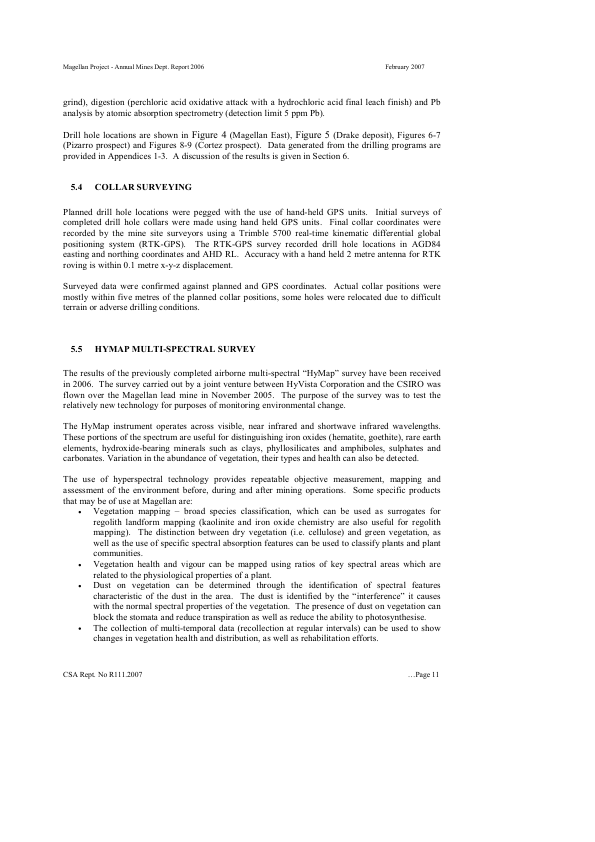 Magellan Project - Annual Mines Dept. Report 2006 February 2007
grind), digestion (perchloric acid oxidative attack with a hydrochloric acid final leach finish) and Pb
analysis by atomic absorption spectrometry (detection limit 5 ppm Pb).
Drill hole locations are shown in Figure 4 (Magellan East), Figure 5 (Drake deposit), Figures 6-7
(Pizarro prospect) and Figures 8-9 (Cortez prospect). Data generated from the drilling programs are
provided in Appendices 1-3. A discussion of the results is given in Section 6.
5.4 COLLAR SURVEYING
Planned drill hole locations were pegged with the use of hand-held GPS units. Initial surveys of
completed drill hole collars were made using hand held GPS units. Final collar coordinates were
recorded by the mine site surveyors using a Trimble 5700 real-time kinematic differential global
positioning system (RTK-GPS). The RTK-GPS survey recorded drill hole locations in AGD84
easting and northing coordinates and AHD RL. Accuracy with a hand held 2 metre antenna for RTK
roving is within 0.1 metre x-y-z displacement.
Surveyed data were confirmed against planned and GPS coordinates. Actual collar positions were
mostly within five metres of the planned collar positions, some holes were relocated due to difficult
terrain or adverse drilling conditions.
5.5 HYMAP MULTI-SPECTRAL SURVEY
The results of the previously completed airborne multi-spectral “HyMap” survey have been received
in 2006. The survey carried out by a joint venture between HyVista Corporation and the CSIRO was
flown over the Magellan lead mine in November 2005. The purpose of the survey was to test the
relatively new technology for purposes of monitoring environmental change.
The HyMap instrument operates across visible, near infrared and shortwave infrared wavelengths.
These portions of the spectrum are useful for distinguishing iron oxides (hematite, goethite), rare earth
elements, hydroxide-bearing minerals such as clays, phyllosilicates and amphiboles, sulphates and
carbonates. Variation in the abundance of vegetation, their types and health can also be detected.
The use of hyperspectral technology provides repeatable objective measurement, mapping and
assessment of the environment before, during and after mining operations. Some specific products
that may be of use at Magellan are:
• Vegetation mapping – broad species classification, which can be used as surrogates for
regolith landform mapping (kaolinite and iron oxide chemistry are also useful for regolith
mapping). The distinction between dry vegetation (i.e. cellulose) and green vegetation, as
well as the use of specific spectral absorption features can be used to classify plants and plant
communities.
• Vegetation health and vigour can be mapped using ratios of key spectral areas which are
related to the physiological properties of a plant.
• Dust on vegetation can be determined through the identification of spectral features
characteristic of the dust in the area. The dust is identified by the “interference” it causes
with the normal spectral properties of the vegetation. The presence of dust on vegetation can
block the stomata and reduce transpiration as well as reduce the ability to photosynthesise.
• The collection of multi-temporal data (recollection at regular intervals) can be used to show
changes in vegetation health and distribution, as well as rehabilitation efforts.
CSA Rept. No R111.2007 …Page 11